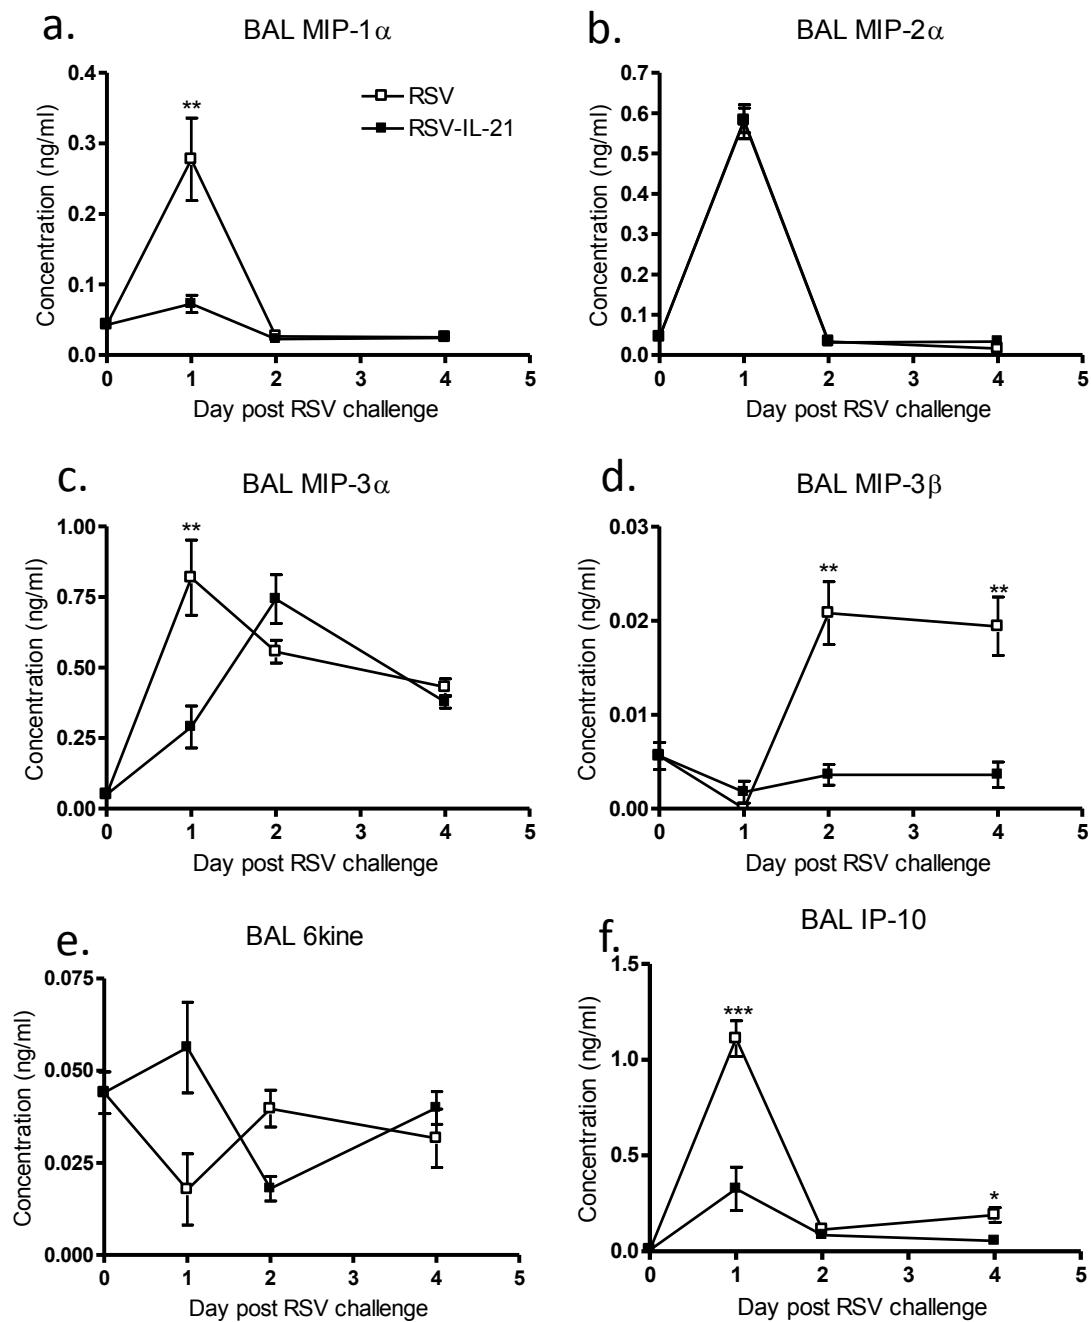 a.
BAL MIP-1α
Concentration (ng/ml)
0.4
0.3
0.2
0.1
0.0
**
RSV
RSV-IL-21
0 1 2 3 4 5
Day post RSV challenge
b.
BAL MIP-2α
Concentration (ng/ml)
0.7
0.6
0.5
0.4
0.3
0.2
0.1
0.0
0 1 2 3 4 5
Day post RSV challenge
c.
BAL MIP-3α
Concentration (ng/ml)
1.00
0.75
0.50
0.25
0.00
**
0 1 2 3 4 5
Day post RSV challenge
d.
BAL MIP-3β
Concentration (ng/ml)
0.03
0.02
0.01
0.00
**
**
0 1 2 3 4 5
Day post RSV challenge
e.
BAL 6kine
Concentration (ng/ml)
0.075
0.050
0.025
0.000
0 1 2 3 4 5
Day post RSV challenge
f.
BAL IP-10
Concentration (ng/ml)
1.5
1.0
0.5
0.0
***
*
0 1 2 3 4 5
Day post RSV challenge